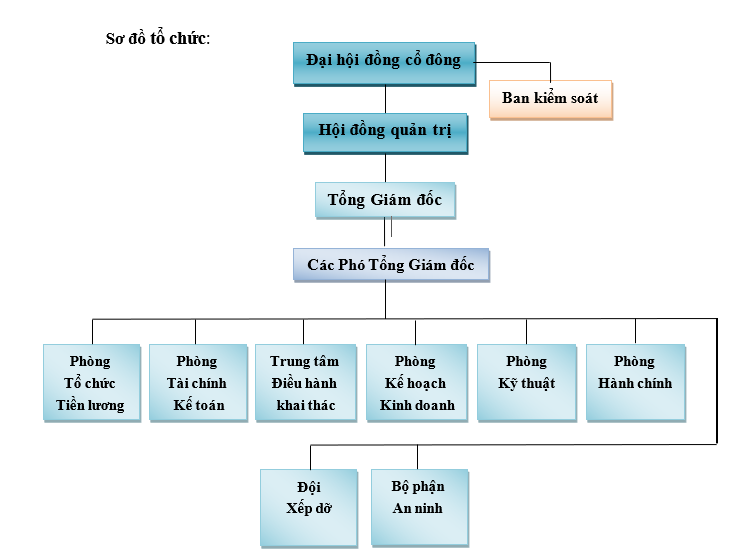 Sơ đồ tổ chức:
Đại hội đồng cổ đông
Ban kiểm soát
Hội đồng quản trị
Tổng Giám đốc
Các Phó Tổng Giám đốc
Phòng
Tổ chức
Tiền lương
Phòng
Tài chính
Kế toán
Trung tâm
Điều hành
khai thác
Phòng
Kế hoạch
Kinh doanh
Phòng
Kỹ thuật
Phòng
Hành chính
Đội
Xếp dỡ
Bộ phận
An ninh